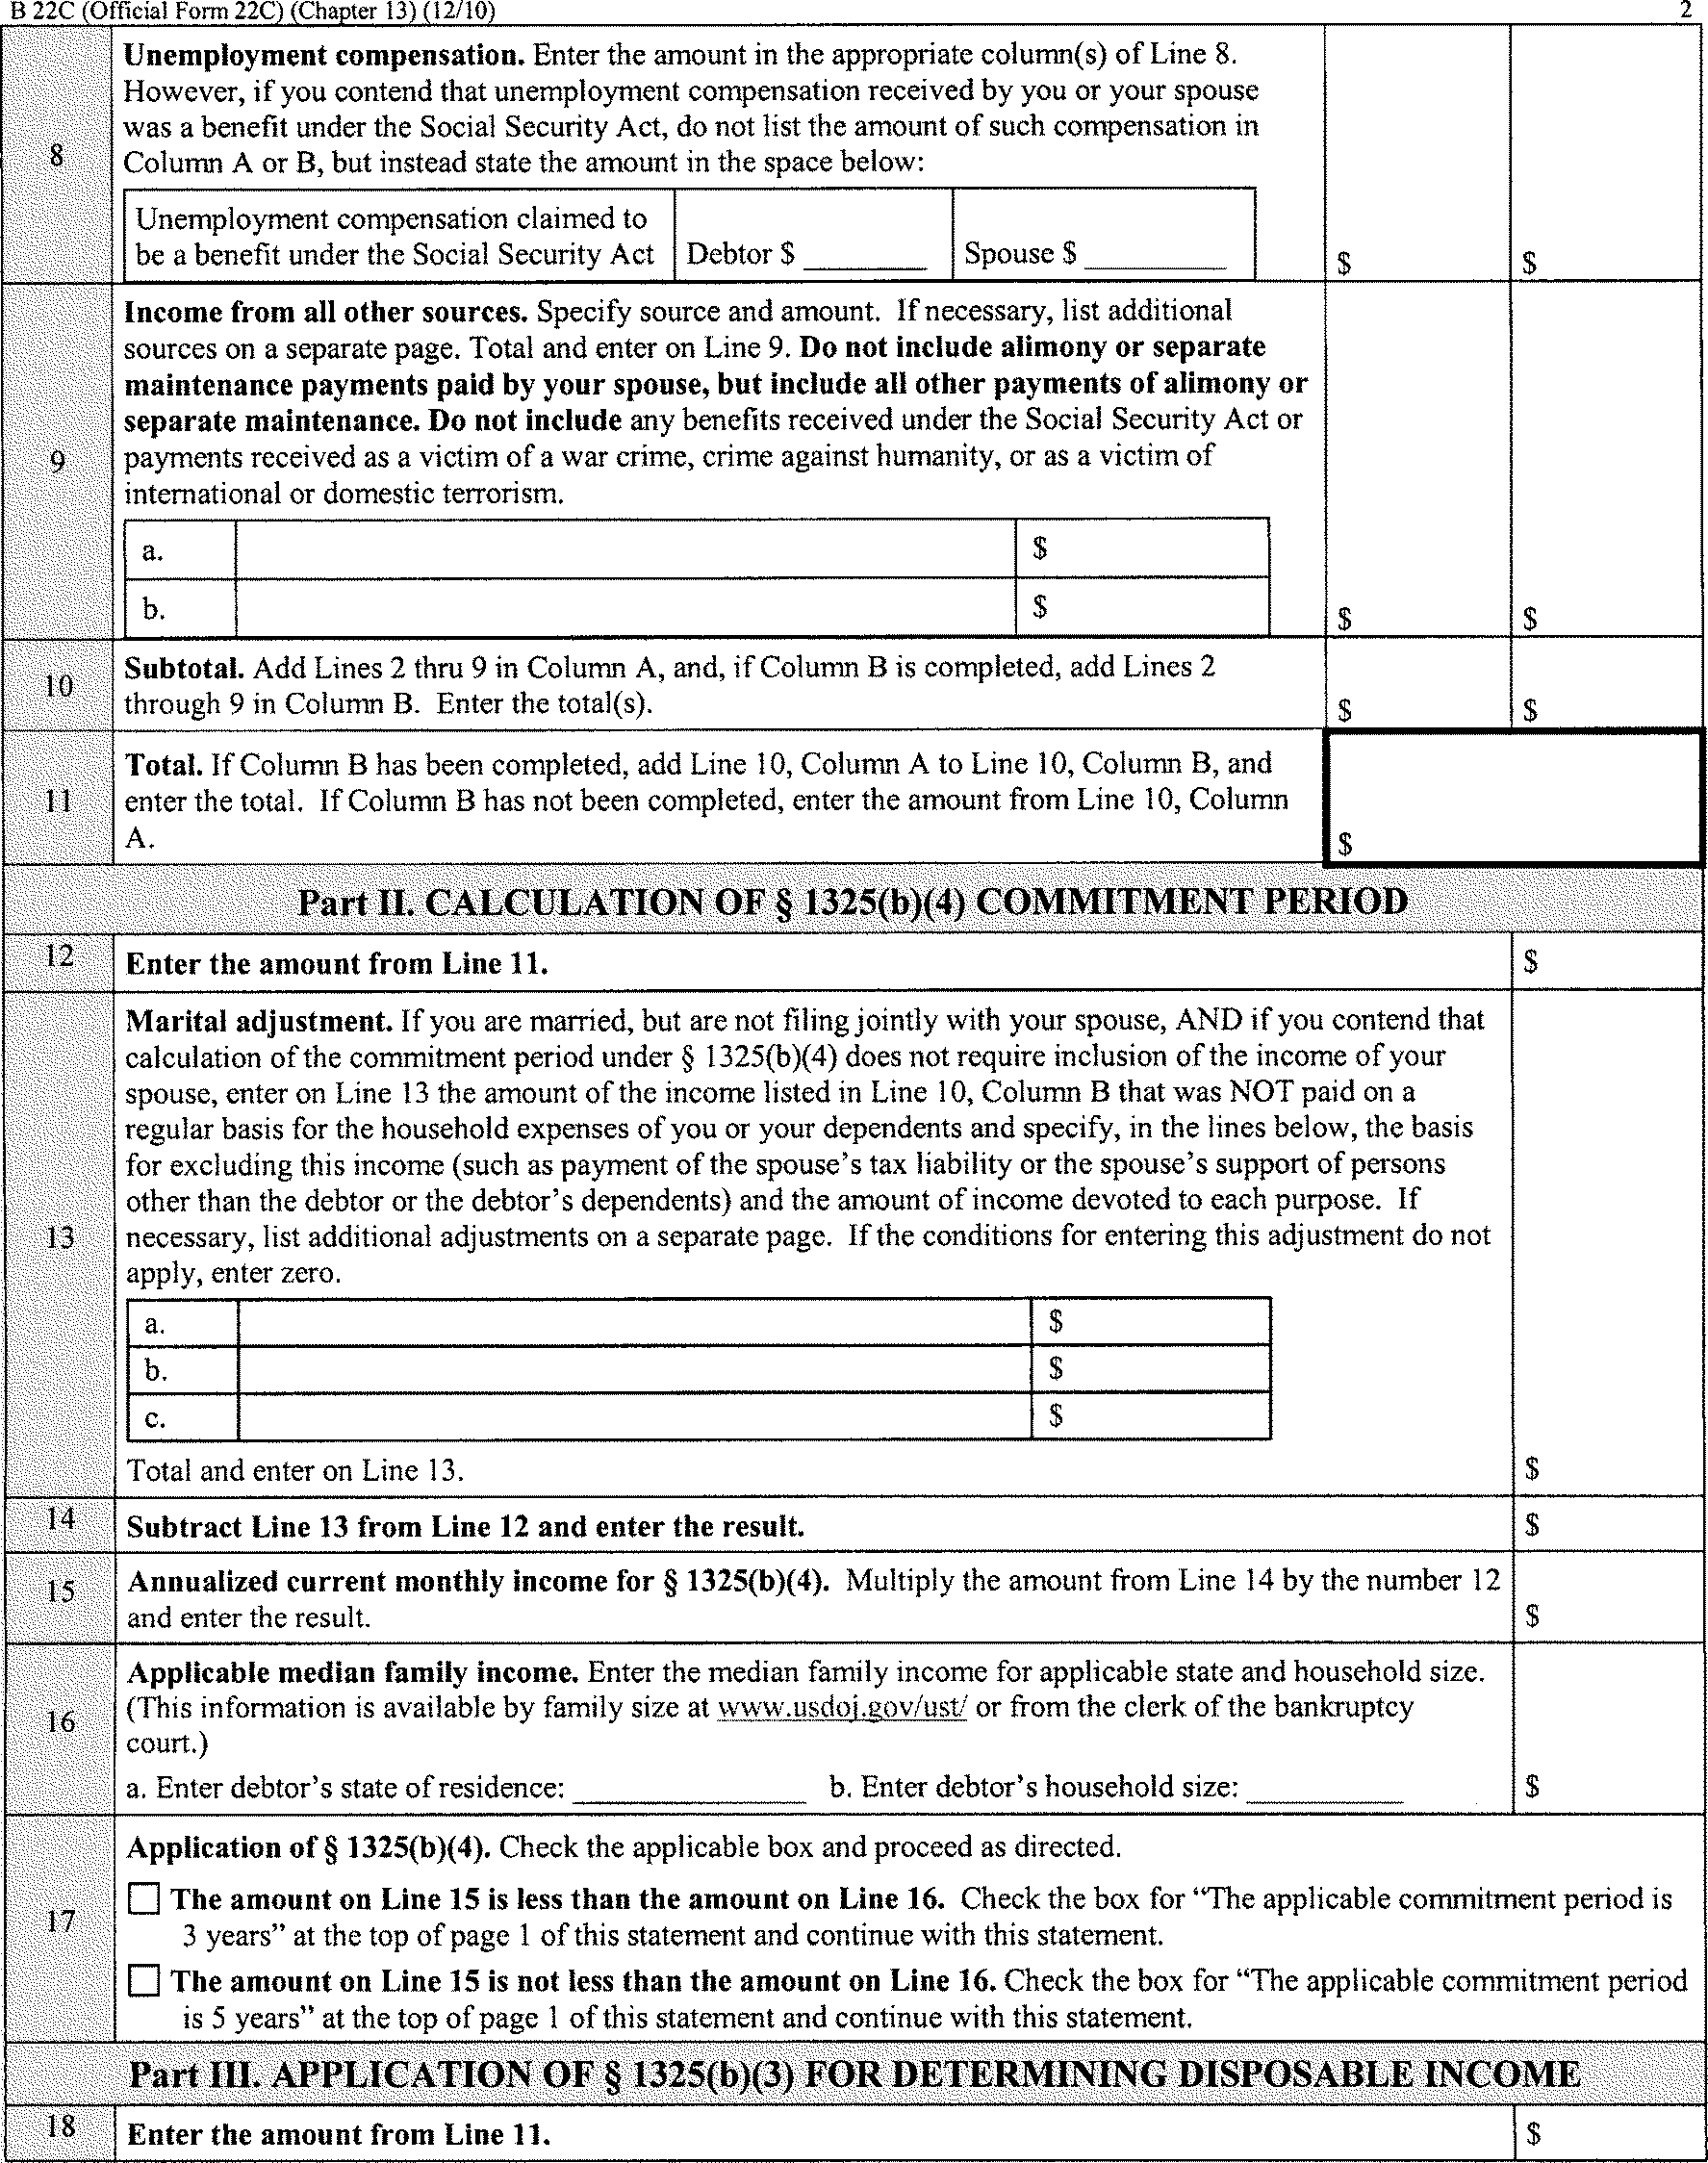 B 22C (Official Form 22C) (Chapter 13) (12/10) 2
Unemployment compensation. Enter the amount in the appropriate column(s) of Line 8.
However, if you contend that unemployment compensation received by you or your spouse
was a benefit under the Social Security Act, do not list the amount of such compensation in
8
Column A or B, but instead state the amount in the space below:
Unemployment compensation claimed to
be a benefit under the Social Security Act Debtor $ ________ Spouse $ _________ $ $
Income from all other sources. Specify source and amount. If necessary, list additional
sources on a separate page. Total and enter on Line 9. Do not include alimony or separate
maintenance payments paid by your spouse, but include all other payments of alimony or
separate maintenance. Do not include any benefits received under the Social Security Act or
9 payments received as a victim of a war crime, crime against humanity, or as a victim of
international or domestic terrorism.
a. $
b. $ $ $
10 Subtotal. Add Lines 2 thru 9 in Column A, and, if Column B is completed, add Lines 2
through 9 in Column B. Enter the total(s). $ $
Total. If Column B has been completed, add Line 10, Column A to Line 10, Column B, and
11 enter the total. If Column B has not been completed, enter the amount from Line 10, Column
A. $
Part II. CALCULATION OF § 1325(b)(4) COMMITMENT PERIOD
12 Enter the amount from Line 11. $
Marital adjustment. If you are married, but are not filing jointly with your spouse, AND if you contend that
calculation of the commitment period under § 1325(b)(4) does not require inclusion of the income of your
spouse, enter on Line 13 the amount of the income listed in Line 10, Column B that was NOT paid on a
regular basis for the household expenses of you or your dependents and specify, in the lines below, the basis
for excluding this income (such as payment of the spouse's tax liability or the spouse's support of persons
other than the debtor or the debtor's dependents) and the amount of income devoted to each purpose. If
13 necessary, list additional adjustments on a separate page. If the conditions for entering this adjustment do not
apply, enter zero.
a. $
b. $
c. $
Total and enter on Line 13. $
14 Subtract Line 13 from Line 12 and enter the result. $
15 Annualized current monthly income for § 1325(b)(4). Multiply the amount from Line 14 by the number 12
and enter the result. $
Applicable median family income. Enter the median family income for applicable state and household size.
16 (This information is available by family size at www.usdoj.gov/ust/ or from the clerk of the bankruptcy
court.)
a. Enter debtor's state of residence: _______________ b. Enter debtor's household size: __________ $
Application of § 1325(b)(4). Check the applicable box and proceed as directed.
☐ The amount on Line 15 is less than the amount on Line 16. Check the box for "The applicable commitment period is
17 3 years" at the top of page 1 of this statement and continue with this statement.
☐ The amount on Line 15 is not less than the amount on Line 16. Check the box for "The applicable commitment period
is 5 years" at the top of page 1 of this statement and continue with this statement.
Part III. APPLICATION OF § 1325(b)(3) FOR DETERMINING DISPOSABLE INCOME
18 Enter the amount from Line 11. $